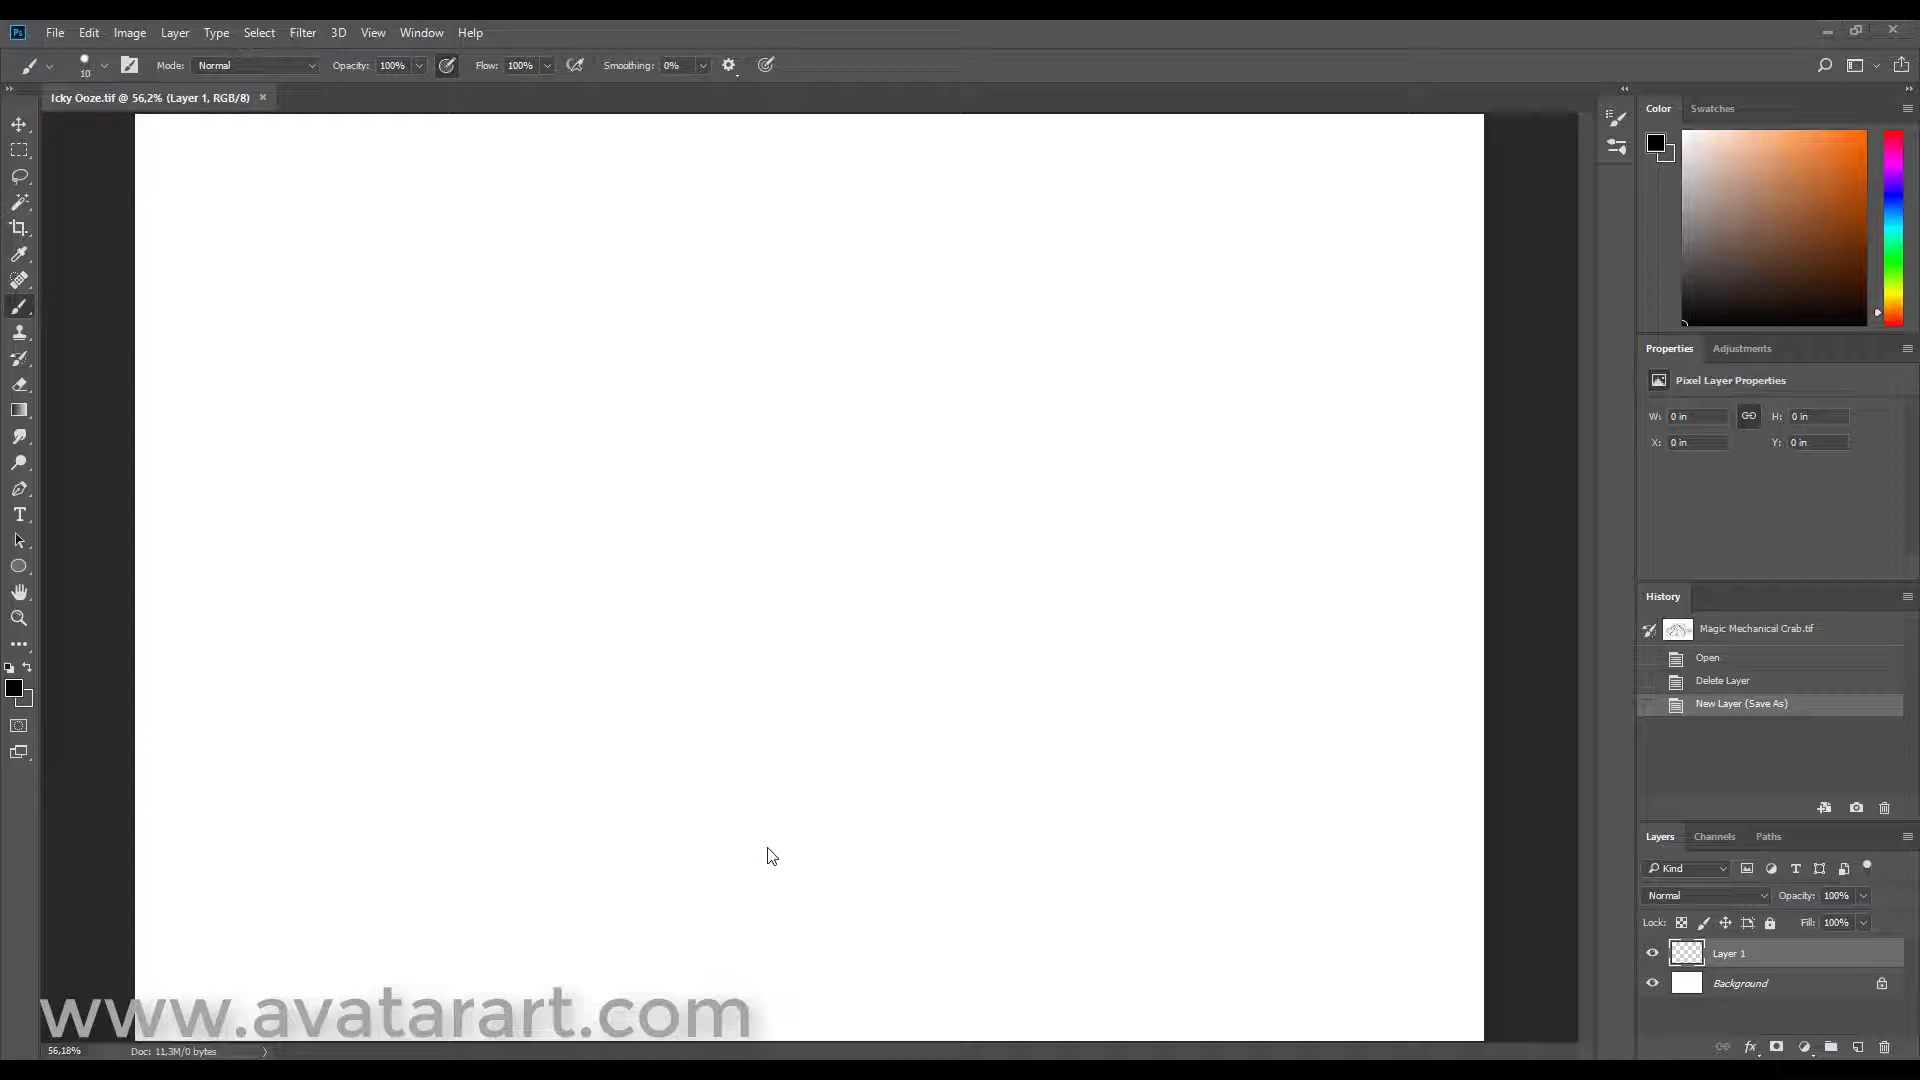 Ps File Edit Image Layer Type Select Filter 3D View Window Help
10 Mode: Normal Opacity: 100% Flow: 100% Smoothing: 0%
Icky Ooze.tif @ 56,2% (Layer 1, RGB/8) ×
Color Swatches
Properties Adjustments
Pixel Layer Properties
W: 0 in H: 0 in
X: 0 in Y: 0 in
History
Magic Mechanical Crab.tif
Open
Delete Layer
New Layer (Save As)
Layers Channels Paths
Kind
Normal Opacity: 100%
Lock: Fill: 100%
Layer 1
Background
fx
www.avatarart.com
56,18% Doc: 11,3M/0 bytes